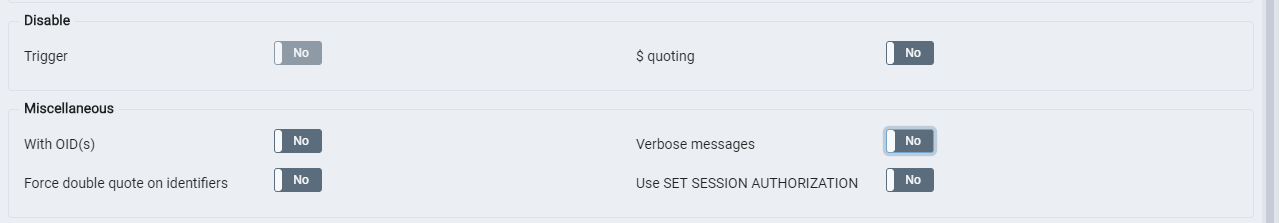 Disable
Trigger No $ quoting No
Miscellaneous
With OID(s) No Verbose messages No
Force double quote on identifiers No Use SET SESSION AUTHORIZATION No